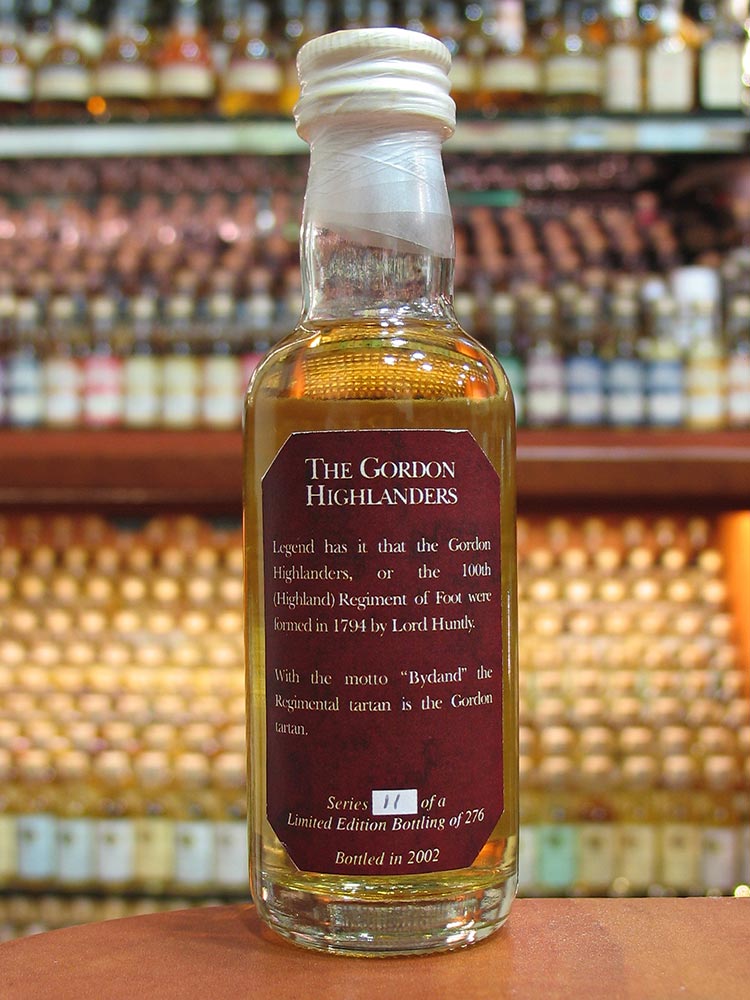 THE GORDON
HIGHLANDERS
Legend has it that the Gordon
Highlanders, or the 100th
(Highland) Regiment of Foot were
formed in 1794 by Lord Huntly.
With the motto “Bydand” the
Regimental tartan is the Gordon
tartan.
Series 11 of a
Limited Edition Bottling of 276
Bottled in 2002